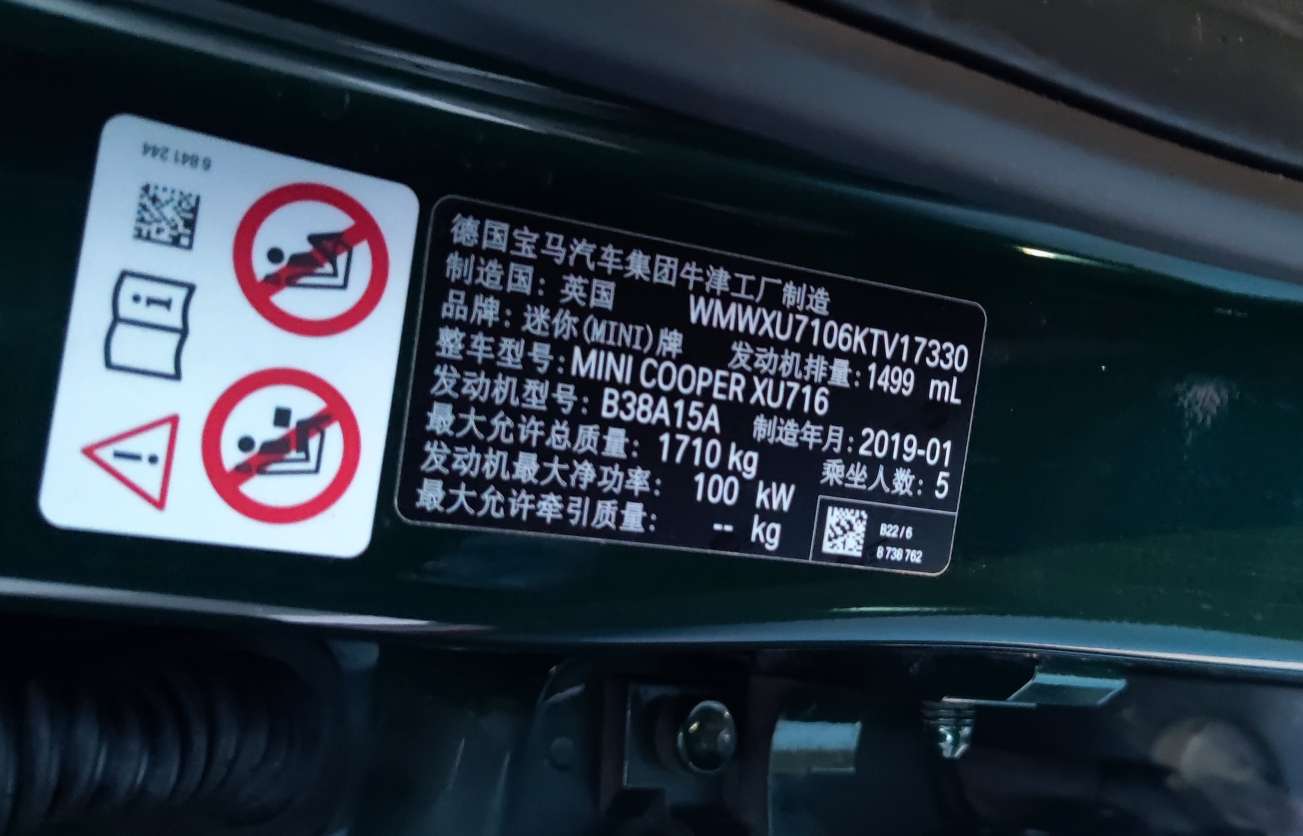 6 841 244
德国宝马汽车集团牛津工厂制造
制造国: 英国 WMWXU7106KTV17330
品牌: 迷你(MINI)牌 发动机排量: 1499 mL
整车型号: MINI COOPER XU716
发动机型号: B38A15A 制造年月: 2019-01
最大允许总质量: 1710 kg 乘坐人数: 5
发动机最大净功率: 100 kW
最大允许牵引质量: -- kg
B22/6
8 736 762